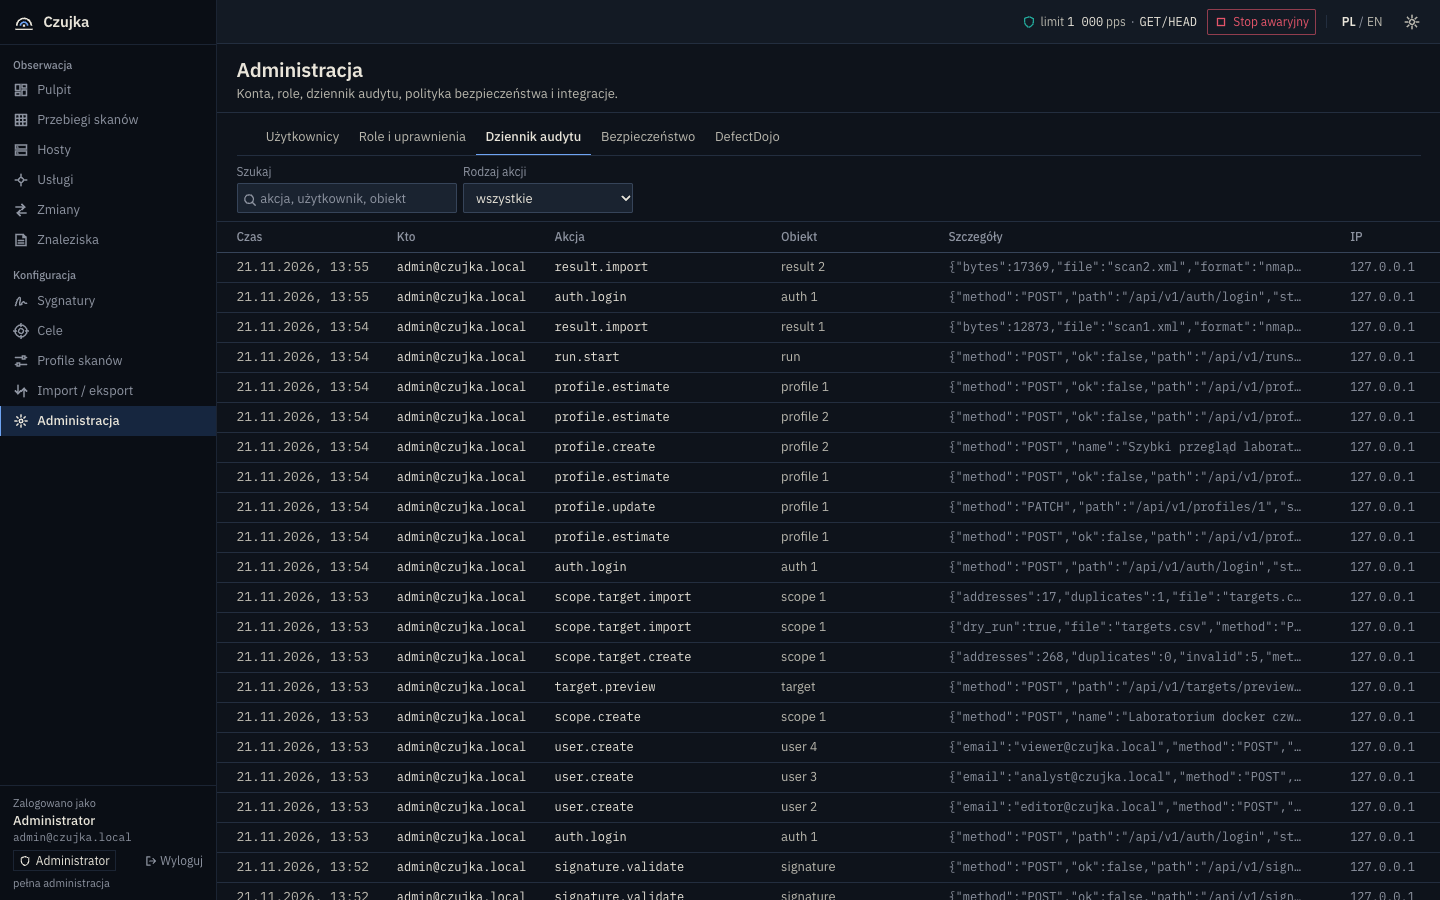 Czujka
limit 1 000 pps · GET/HEAD
Stop awaryjny
PL / EN
Obserwacja
Pulpit
Przebiegi skanów
Hosty
Usługi
Zmiany
Znaleziska
Konfiguracja
Sygnatury
Cele
Profile skanów
Import / eksport
Administracja
Zalogowano jako
Administrator
admin@czujka.local
Administrator
Wyloguj
pełna administracja
Administracja
Konta, role, dziennik audytu, polityka bezpieczeństwa i integracje.
Użytkownicy Role i uprawnienia Dziennik audytu Bezpieczeństwo DefectDojo
Szukaj Rodzaj akcji
akcja, użytkownik, obiekt wszystkie
Czas Kto Akcja Obiekt Szczegóły IP
21.11.2026, 13:55 admin@czujka.local result.import result 2 {"bytes":17369,"file":"scan2.xml","format":"nmap… 127.0.0.1
21.11.2026, 13:55 admin@czujka.local auth.login auth 1 {"method":"POST","path":"/api/v1/auth/login","st… 127.0.0.1
21.11.2026, 13:54 admin@czujka.local result.import result 1 {"bytes":12873,"file":"scan1.xml","format":"nmap… 127.0.0.1
21.11.2026, 13:54 admin@czujka.local run.start run {"method":"POST","ok":false,"path":"/api/v1/runs… 127.0.0.1
21.11.2026, 13:54 admin@czujka.local profile.estimate profile 1 {"method":"POST","ok":false,"path":"/api/v1/prof… 127.0.0.1
21.11.2026, 13:54 admin@czujka.local profile.estimate profile 2 {"method":"POST","ok":false,"path":"/api/v1/prof… 127.0.0.1
21.11.2026, 13:54 admin@czujka.local profile.create profile 2 {"method":"POST","name":"Szybki przegląd laborat… 127.0.0.1
21.11.2026, 13:54 admin@czujka.local profile.estimate profile 1 {"method":"POST","ok":false,"path":"/api/v1/prof… 127.0.0.1
21.11.2026, 13:54 admin@czujka.local profile.update profile 1 {"method":"PATCH","path":"/api/v1/profiles/1","s… 127.0.0.1
21.11.2026, 13:54 admin@czujka.local profile.estimate profile 1 {"method":"POST","ok":false,"path":"/api/v1/prof… 127.0.0.1
21.11.2026, 13:54 admin@czujka.local auth.login auth 1 {"method":"POST","path":"/api/v1/auth/login","st… 127.0.0.1
21.11.2026, 13:53 admin@czujka.local scope.target.import scope 1 {"addresses":17,"duplicates":1,"file":"targets.c… 127.0.0.1
21.11.2026, 13:53 admin@czujka.local scope.target.import scope 1 {"dry_run":true,"file":"targets.csv","method":"P… 127.0.0.1
21.11.2026, 13:53 admin@czujka.local scope.target.create scope 1 {"addresses":268,"duplicates":0,"invalid":5,"met… 127.0.0.1
21.11.2026, 13:53 admin@czujka.local target.preview target {"method":"POST","path":"/api/v1/targets/preview… 127.0.0.1
21.11.2026, 13:53 admin@czujka.local scope.create scope 1 {"method":"POST","name":"Laboratorium docker czw… 127.0.0.1
21.11.2026, 13:53 admin@czujka.local user.create user 4 {"email":"viewer@czujka.local","method":"POST","… 127.0.0.1
21.11.2026, 13:53 admin@czujka.local user.create user 3 {"email":"analyst@czujka.local","method":"POST",… 127.0.0.1
21.11.2026, 13:53 admin@czujka.local user.create user 2 {"email":"editor@czujka.local","method":"POST","… 127.0.0.1
21.11.2026, 13:53 admin@czujka.local auth.login auth 1 {"method":"POST","path":"/api/v1/auth/login","st… 127.0.0.1
21.11.2026, 13:52 admin@czujka.local signature.validate signature {"method":"POST","ok":false,"path":"/api/v1/sign… 127.0.0.1
21.11.2026, 13:52 admin@czujka.local signature.validate signature {"method":"POST","ok":false,"path":"/api/v1/sign… 127.0.0.1